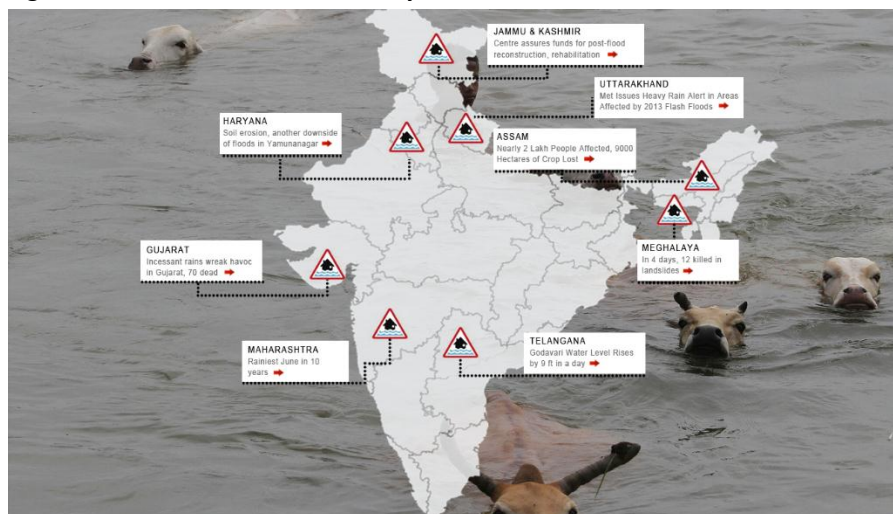 JAMMU & KASHMIR
Centre assures funds for post-flood
reconstruction, rehabilitation
UTTARAKHAND
Met Issues Heavy Rain Alert in Areas
Affected by 2013 Flash Floods
HARYANA
Soil erosion, another downside
of floods in Yamunanagar
ASSAM
Nearly 2 Lakh People Affected, 9000
Hectares of Crop Lost
GUJARAT
Incessant rains wreak havoc
in Gujarat, 70 dead
MEGHALAYA
In 4 days, 12 killed in
landslides
MAHARASHTRA
Rainiest June in 10
years
TELANGANA
Godavari Water Level Rises
by 9 ft in a day